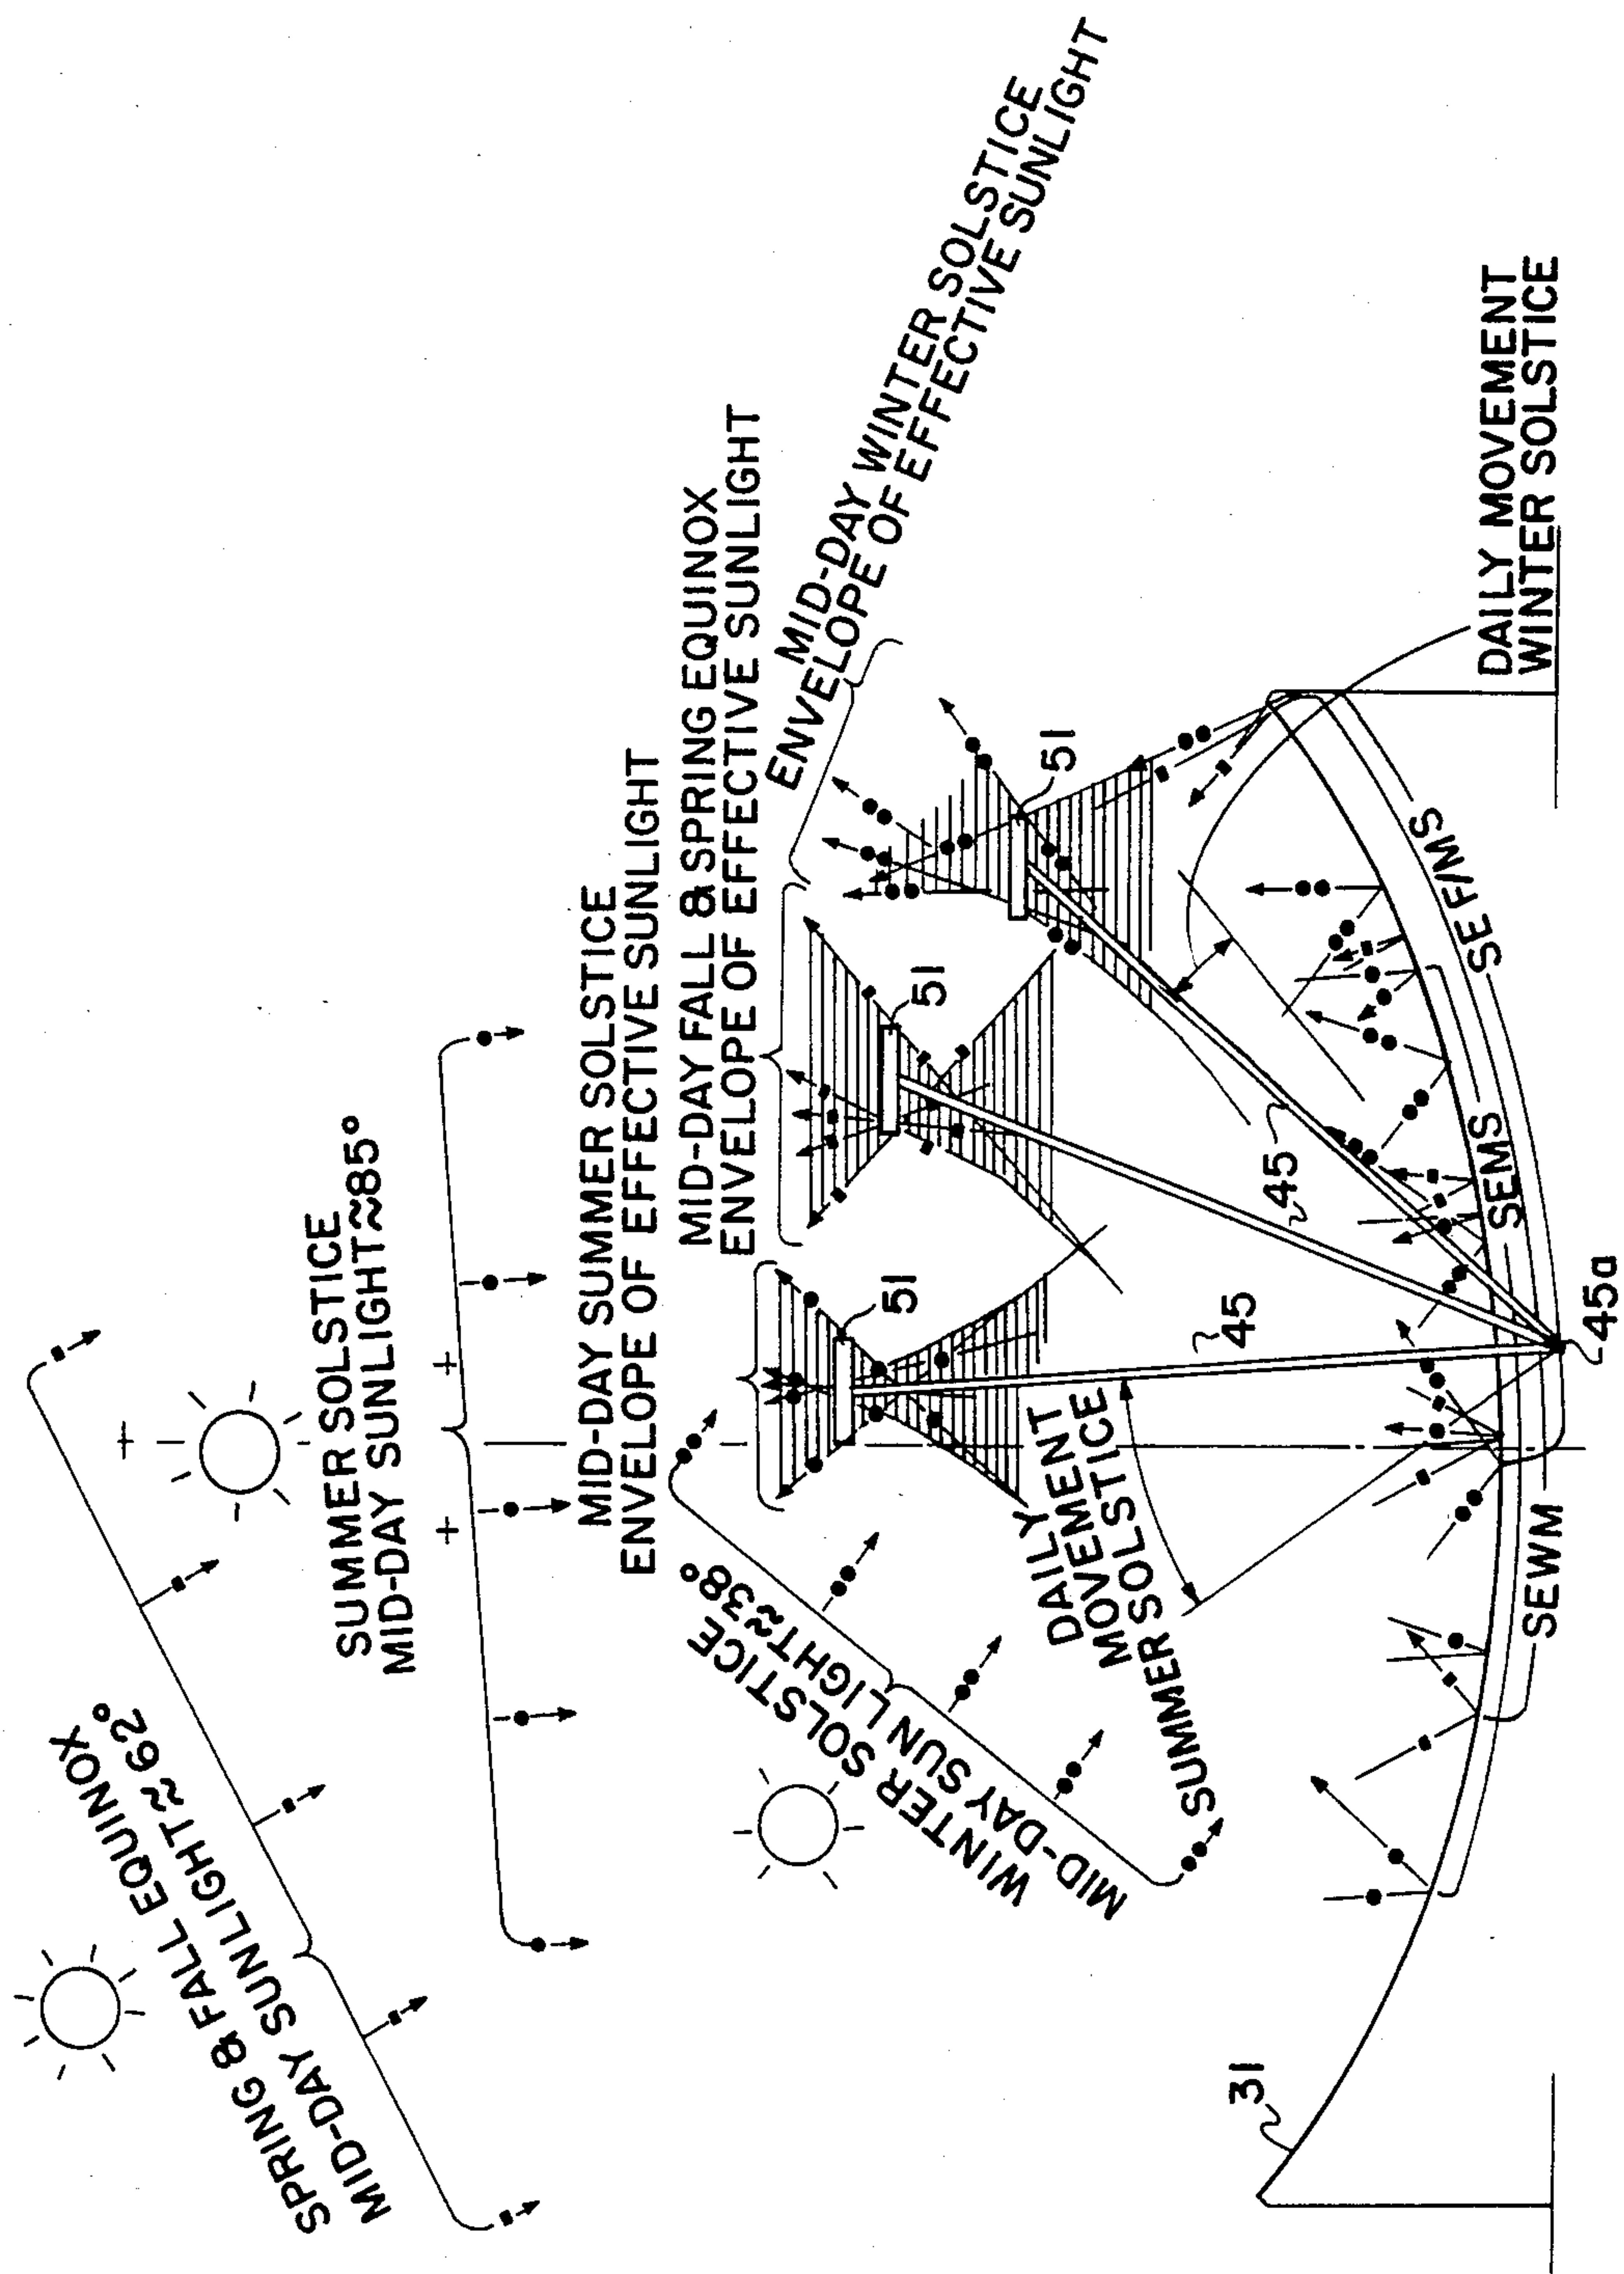 SPRING & FALL EQUINOX
MID-DAY SUNLIGHT≈62°
SUMMER SOLSTICE
MID-DAY SUNLIGHT≈85°
MID-DAY SUMMER SOLSTICE
ENVELOPE OF EFFECTIVE SUNLIGHT
MID-DAY FALL & SPRING EQUINOX
ENVELOPE OF EFFECTIVE SUNLIGHT
MID-DAY WINTER SOLSTICE
ENVELOPE OF EFFECTIVE SUNLIGHT
WINTER SOLSTICE
MID-DAY SUN LIGHT≈38°
51
51
51
DAILY
MOVEMENT
SUMMER SOLSTICE
45
45
31
SEWM
SEMS
SE F/MS
45a
DAILY MOVEMENT
WINTER SOLSTICE